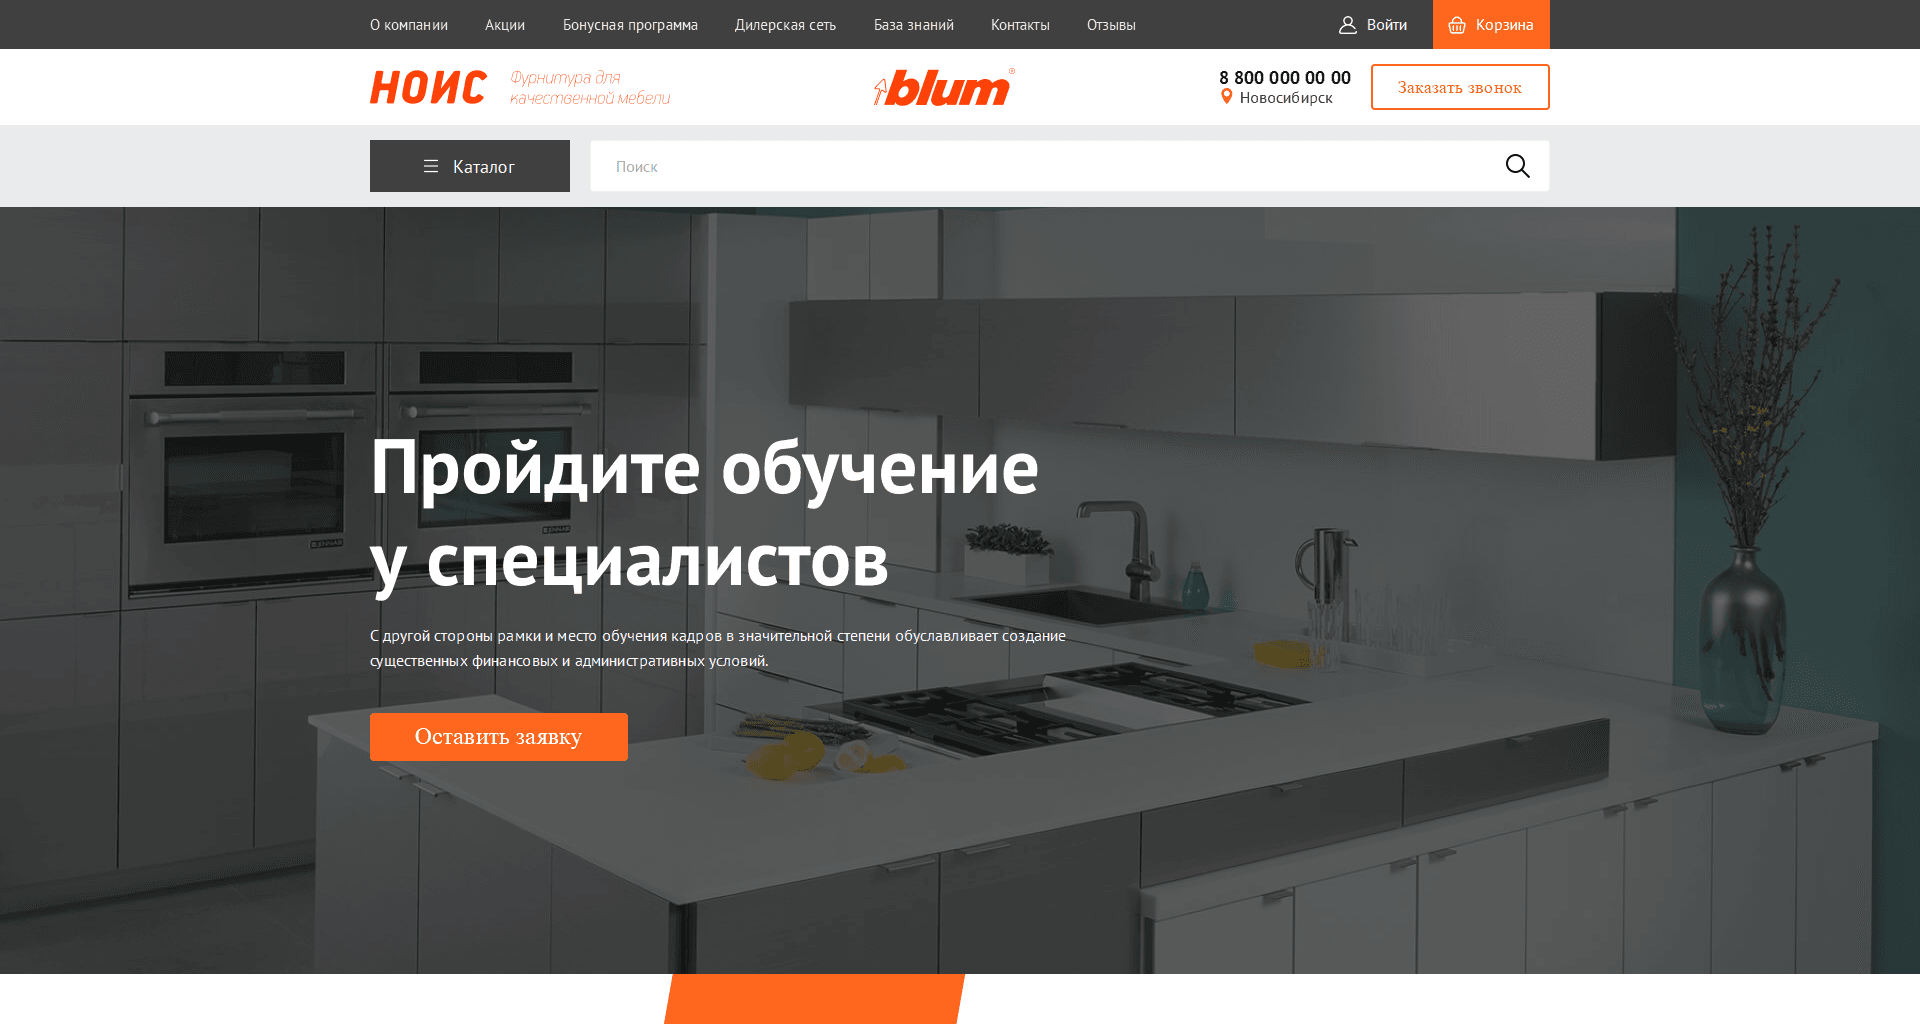 О компании
Акции
Бонусная программа
Дилерская сеть
База знаний
Контакты
Отзывы
Войти
Корзина
НОИС
Фурнитура для
качественной мебели
blum®
8 800 000 00 00
Новосибирск
Заказать звонок
Каталог
Поиск
Пройдите обучение
у специалистов
С другой стороны рамки и место обучения кадров в значительной степени обуславливает создание
существенных финансовых и административных условий.
Оставить заявку